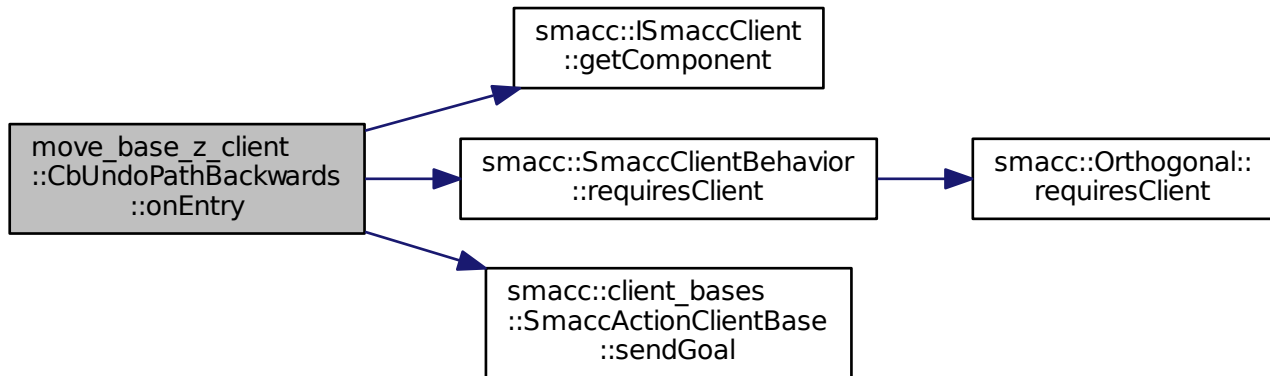 smacc::ISmaccClient
::getComponent
move_base_z_client
::CbUndoPathBackwards
::onEntry
smacc::SmaccClientBehavior
::requiresClient
smacc::Orthogonal::
requiresClient
smacc::client_bases
::SmaccActionClientBase
::sendGoal